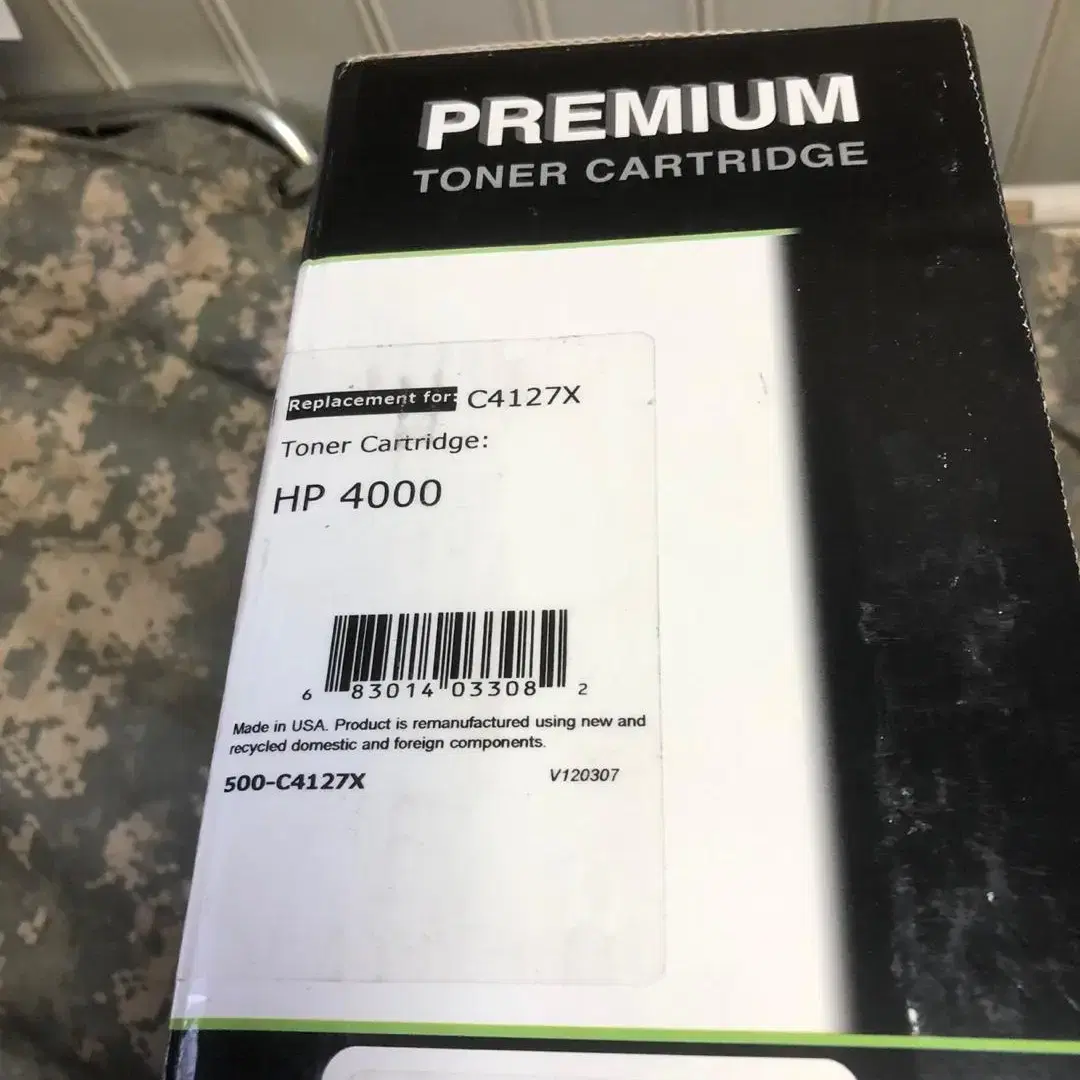 PREMIUM
TONER CARTRIDGE
Replacement for: C4127X
Toner Cartridge:
HP 4000
6 83014 03308 2
Made in USA. Product is remanufactured using new and
recycled domestic and foreign components.
500-C4127X V120307